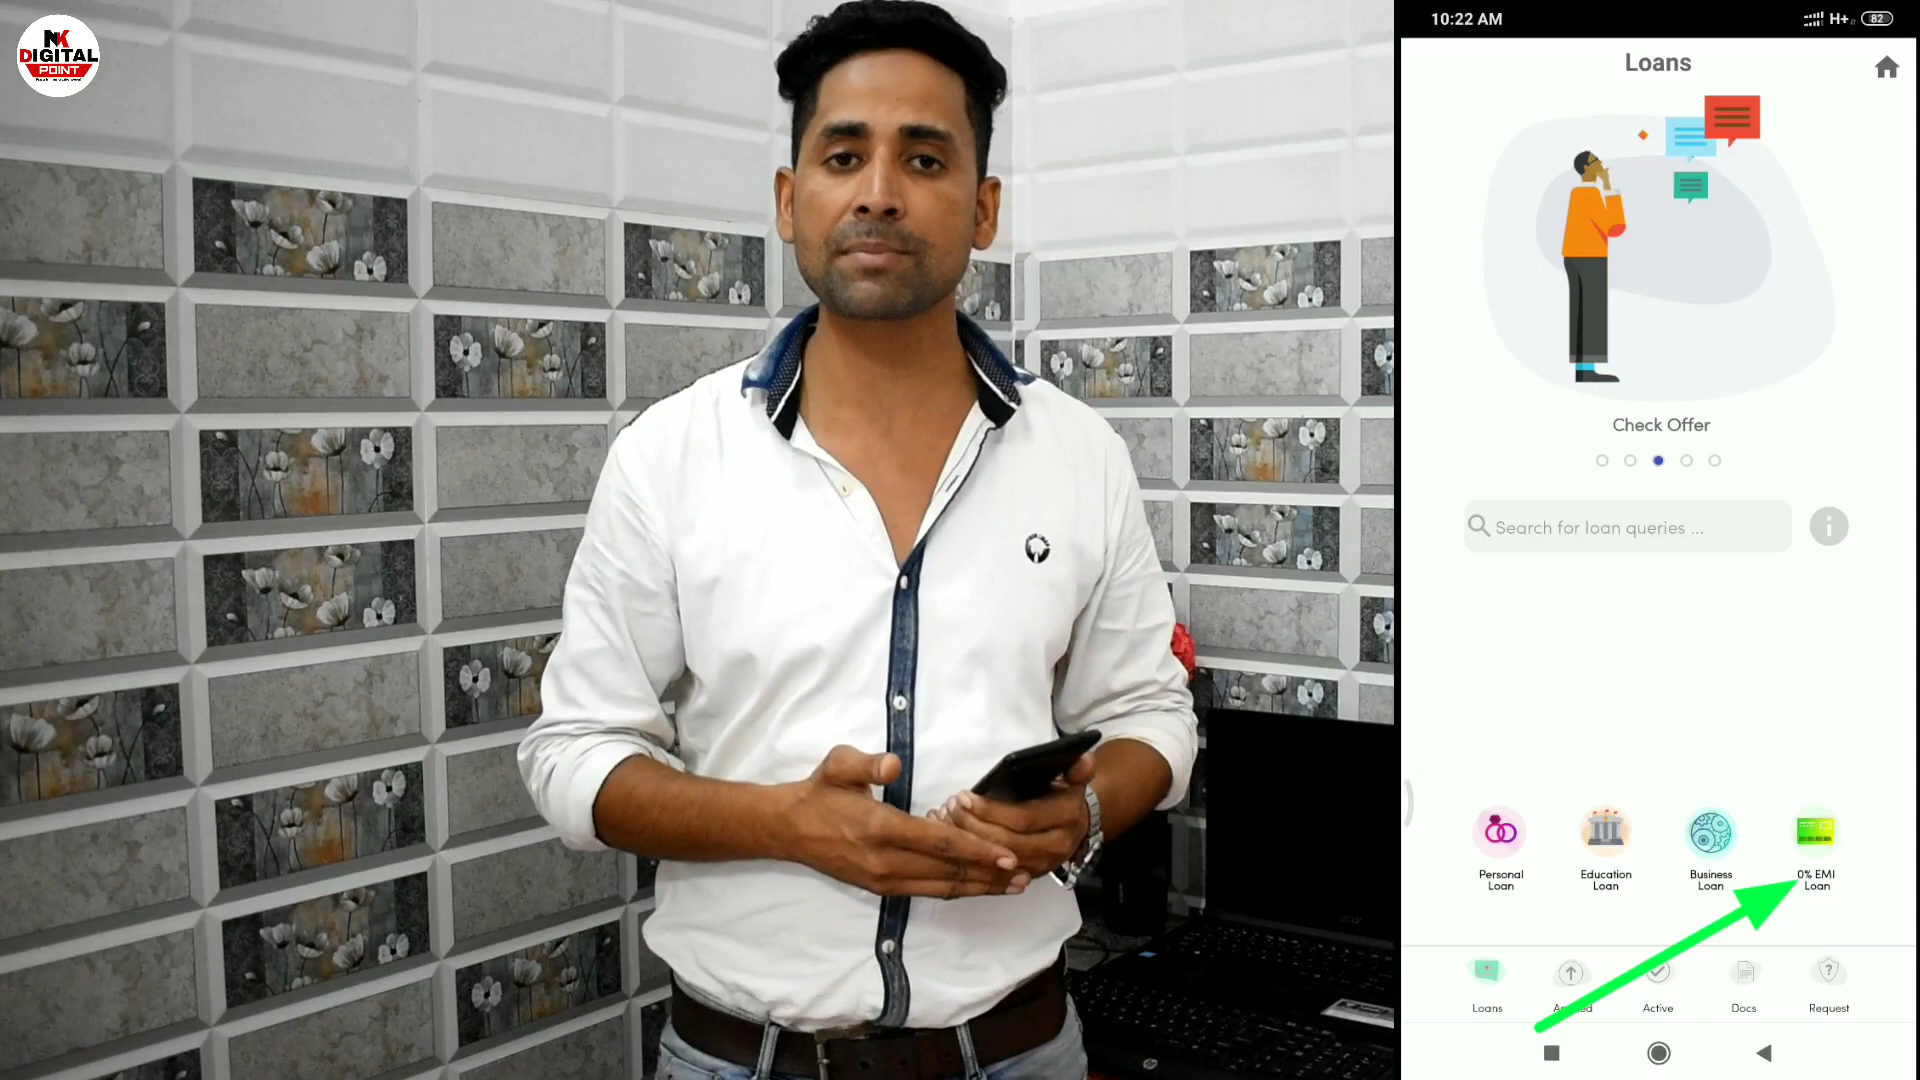 NK
DIGITAL
POINT
10:22 AM
H+
82
Loans
Check Offer
Search for loan queries ...
Personal
Loan
Education
Loan
Business
Loan
0% EMI
Loan
Loans
Active
Docs
Request